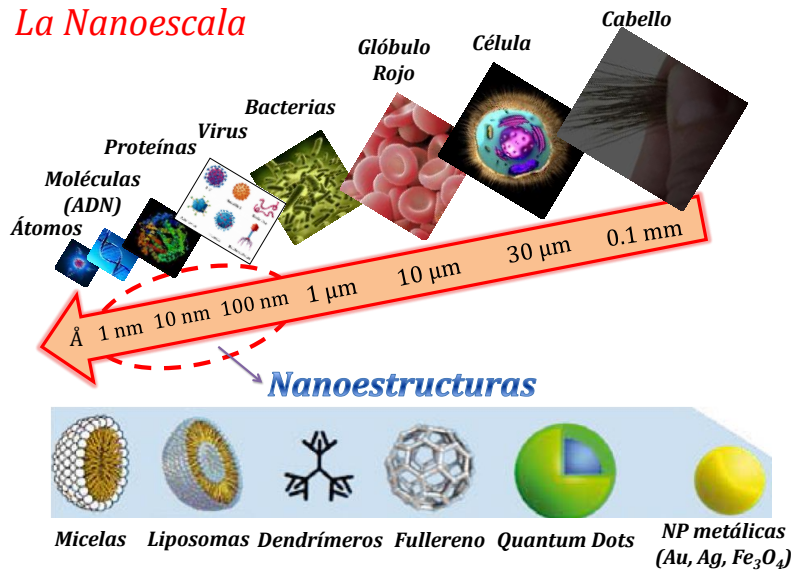 La Nanoescala
Cabello
Célula
Glóbulo
Rojo
Bacterias
Virus
Proteínas
Moléculas
(ADN)
Átomos
Å 1 nm 10 nm 100 nm 1 μm 10 μm 30 μm 0.1 mm
Nanoestructuras
Micelas Liposomas Dendrímeros Fullereno Quantum Dots NP metálicas
(Au, Ag, Fe₃O₄)